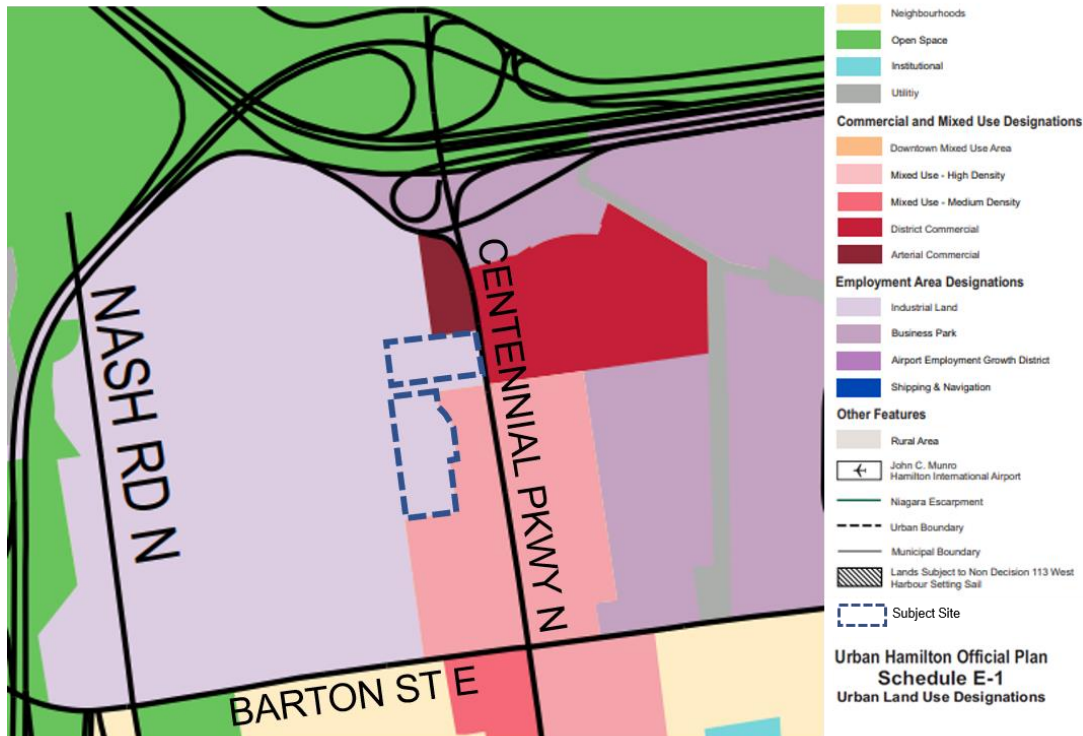 NASH RD N
CENTENNIAL PKWY N
BARTON ST E
Neighbourhoods
Open Space
Institutional
Utilitiy
Commercial and Mixed Use Designations
Downtown Mixed Use Area
Mixed Use - High Density
Mixed Use - Medium Density
District Commercial
Arterial Commercial
Employment Area Designations
Industrial Land
Business Park
Airport Employment Growth District
Shipping & Navigation
Other Features
Rural Area
John C. Munro
Hamilton International Airport
Niagara Escarpment
Urban Boundary
Municipal Boundary
Lands Subject to Non Decision 113 West
Harbour Setting Sail
Subject Site
Urban Hamilton Official Plan
Schedule E-1
Urban Land Use Designations